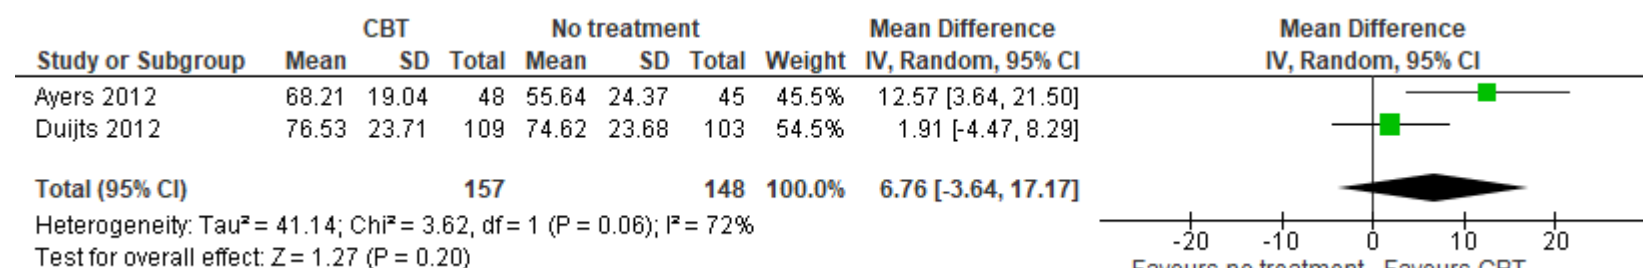 CBT No treatment Mean Difference Mean Difference
Study or Subgroup Mean SD Total Mean SD Total Weight IV, Random, 95% CI IV, Random, 95% CI
Ayers 2012 68.21 19.04 48 55.64 24.37 45 45.5% 12.57 [3.64, 21.50]
Duijts 2012 76.53 23.71 109 74.62 23.68 103 54.5% 1.91 [-4.47, 8.29]
Total (95% CI) 157 148 100.0% 6.76 [-3.64, 17.17]
Heterogeneity: Tau² = 41.14; Chi² = 3.62, df = 1 (P = 0.06); I² = 72%
Test for overall effect: Z = 1.27 (P = 0.20)
-20 -10 0 10 20
Favours no treatment Favours CBT